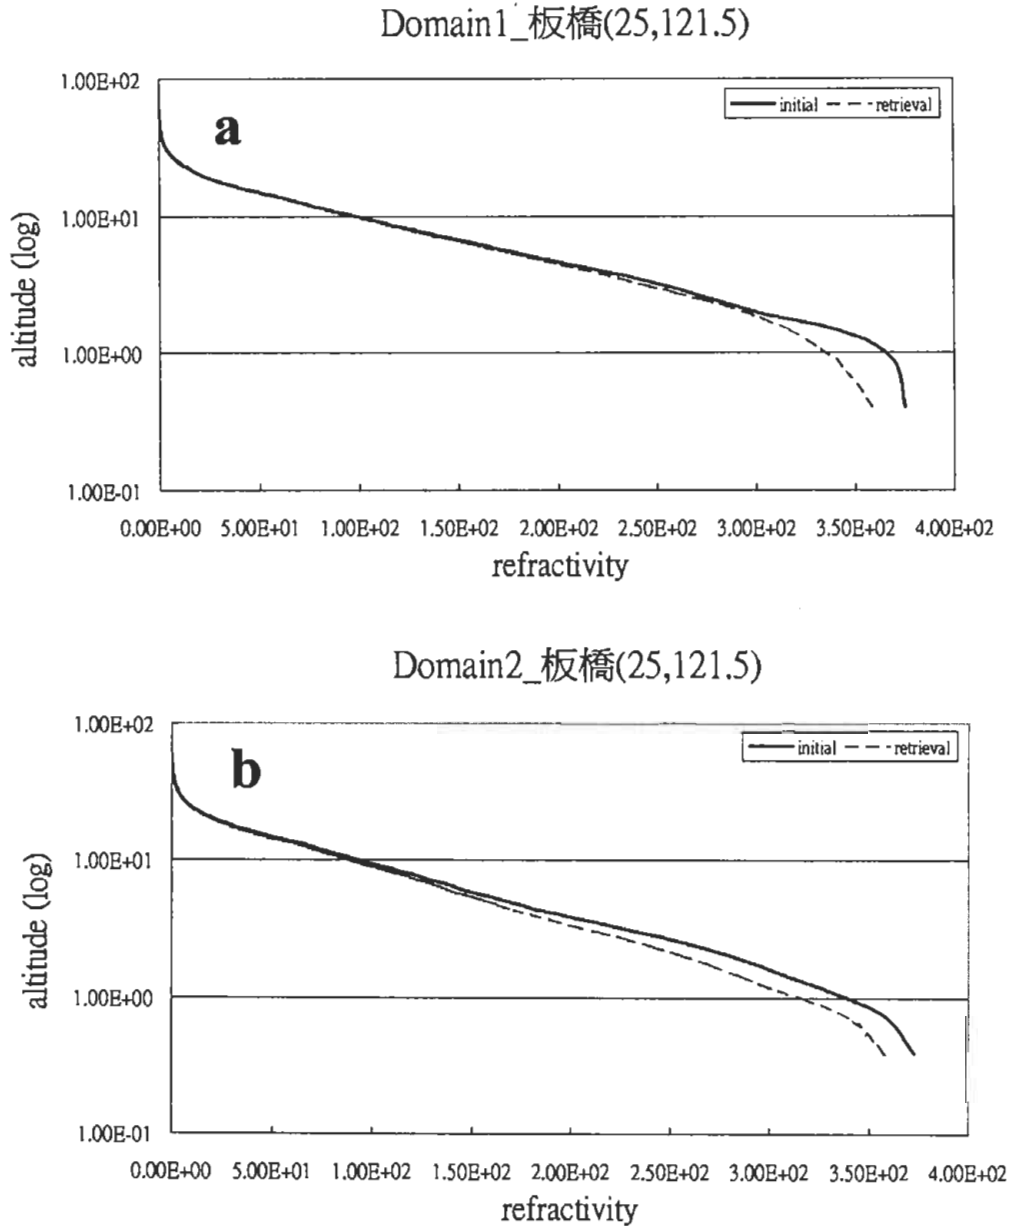 Domain1_板橋(25,121.5)
1.00E+02
initial retrieval
a
1.00E+01
altitude (log)
1.00E+00
1.00E-01
0.00E+00 5.00E+01 1.00E+02 1.50E+02 2.00E+02 2.50E+02 3.00E+02 3.50E+02 4.00E+02
refractivity
Domain2_板橋(25,121.5)
1.00E+02
initial retrieval
b
1.00E+01
altitude (log)
1.00E+00
1.00E-01
0.00E+00 5.00E+01 1.00E+02 1.50E+02 2.00E+02 2.50E+02 3.00E+02 3.50E+02 4.00E+02
refractivity